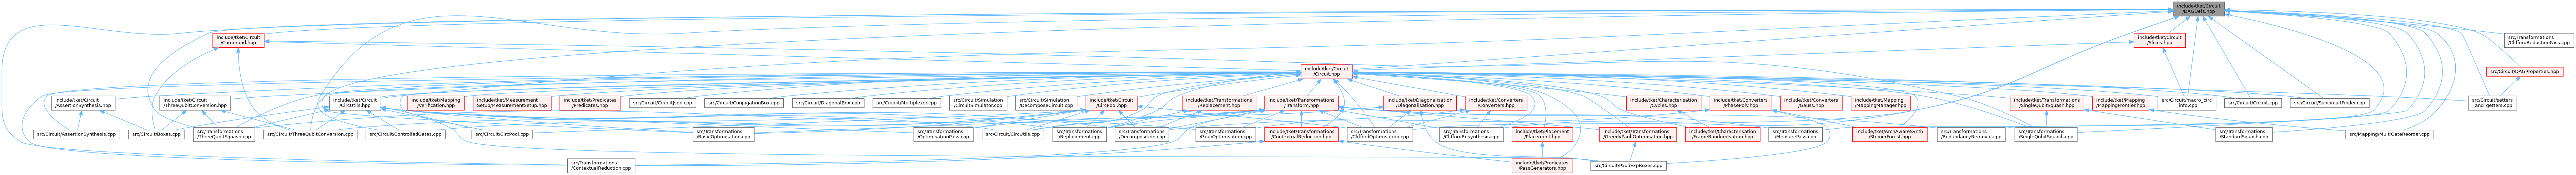 include/tket/Circuit
/DAGDefs.hpp
include/tket/Circuit
/Command.hpp
include/tket/Circuit
/Slices.hpp
src/Transformations
/CliffordReductionPass.cpp
include/tket/Circuit
/Circuit.hpp
src/Circuit/DAGProperties.hpp
include/tket/Circuit
/AssertionSynthesis.hpp
include/tket/Circuit
/ThreeQubitConversion.hpp
include/tket/Circuit
/CircUtils.hpp
include/tket/Mapping
/Verification.hpp
include/tket/Measurement
Setup/MeasurementSetup.hpp
include/tket/Predicates
/Predicates.hpp
src/Circuit/CircuitJson.cpp
src/Circuit/ConjugationBox.cpp
src/Circuit/DiagonalBox.cpp
src/Circuit/Multiplexor.cpp
src/Circuit/Simulation
/CircuitSimulator.cpp
src/Circuit/Simulation
/DecomposeCircuit.cpp
include/tket/Circuit
/CircPool.hpp
include/tket/Transformations
/Replacement.hpp
include/tket/Transformations
/Transform.hpp
include/tket/Diagonalisation
/Diagonalisation.hpp
include/tket/Converters
/Converters.hpp
include/tket/Characterisation
/Cycles.hpp
include/tket/Converters
/PhasePoly.hpp
include/tket/Converters
/Gauss.hpp
include/tket/Mapping
/MappingManager.hpp
include/tket/Transformations
/SingleQubitSquash.hpp
include/tket/Mapping
/MappingFrontier.hpp
src/Circuit/macro_circ
_info.cpp
src/Circuit/Circuit.cpp
src/Circuit/SubcircuitFinder.cpp
src/Circuit/setters
_and_getters.cpp
src/Circuit/AssertionSynthesis.cpp
src/Circuit/Boxes.cpp
src/Transformations
/ThreeQubitSquash.cpp
src/Circuit/ThreeQubitConversion.cpp
src/Circuit/ControlledGates.cpp
src/Circuit/CircPool.cpp
src/Transformations
/BasicOptimisation.cpp
src/Transformations
/OptimisationPass.cpp
src/Circuit/CircUtils.cpp
src/Transformations
/Replacement.cpp
src/Transformations
/Decomposition.cpp
src/Transformations
/PauliOptimisation.cpp
include/tket/Transformations
/ContextualReduction.hpp
src/Transformations
/CliffordOptimisation.cpp
src/Transformations
/CliffordResynthesis.cpp
include/tket/Placement
/Placement.hpp
include/tket/Transformations
/GreedyPauliOptimisation.hpp
include/tket/Characterisation
/FrameRandomisation.hpp
src/Transformations
/MeasurePass.cpp
include/tket/ArchAwareSynth
/SteinerForest.hpp
src/Transformations
/RedundancyRemoval.cpp
src/Transformations
/SingleQubitSquash.cpp
src/Transformations
/StandardSquash.cpp
src/Mapping/MultiGateReorder.cpp
src/Transformations
/ContextualReduction.cpp
include/tket/Predicates
/PassGenerators.hpp
src/Circuit/PauliExpBoxes.cpp